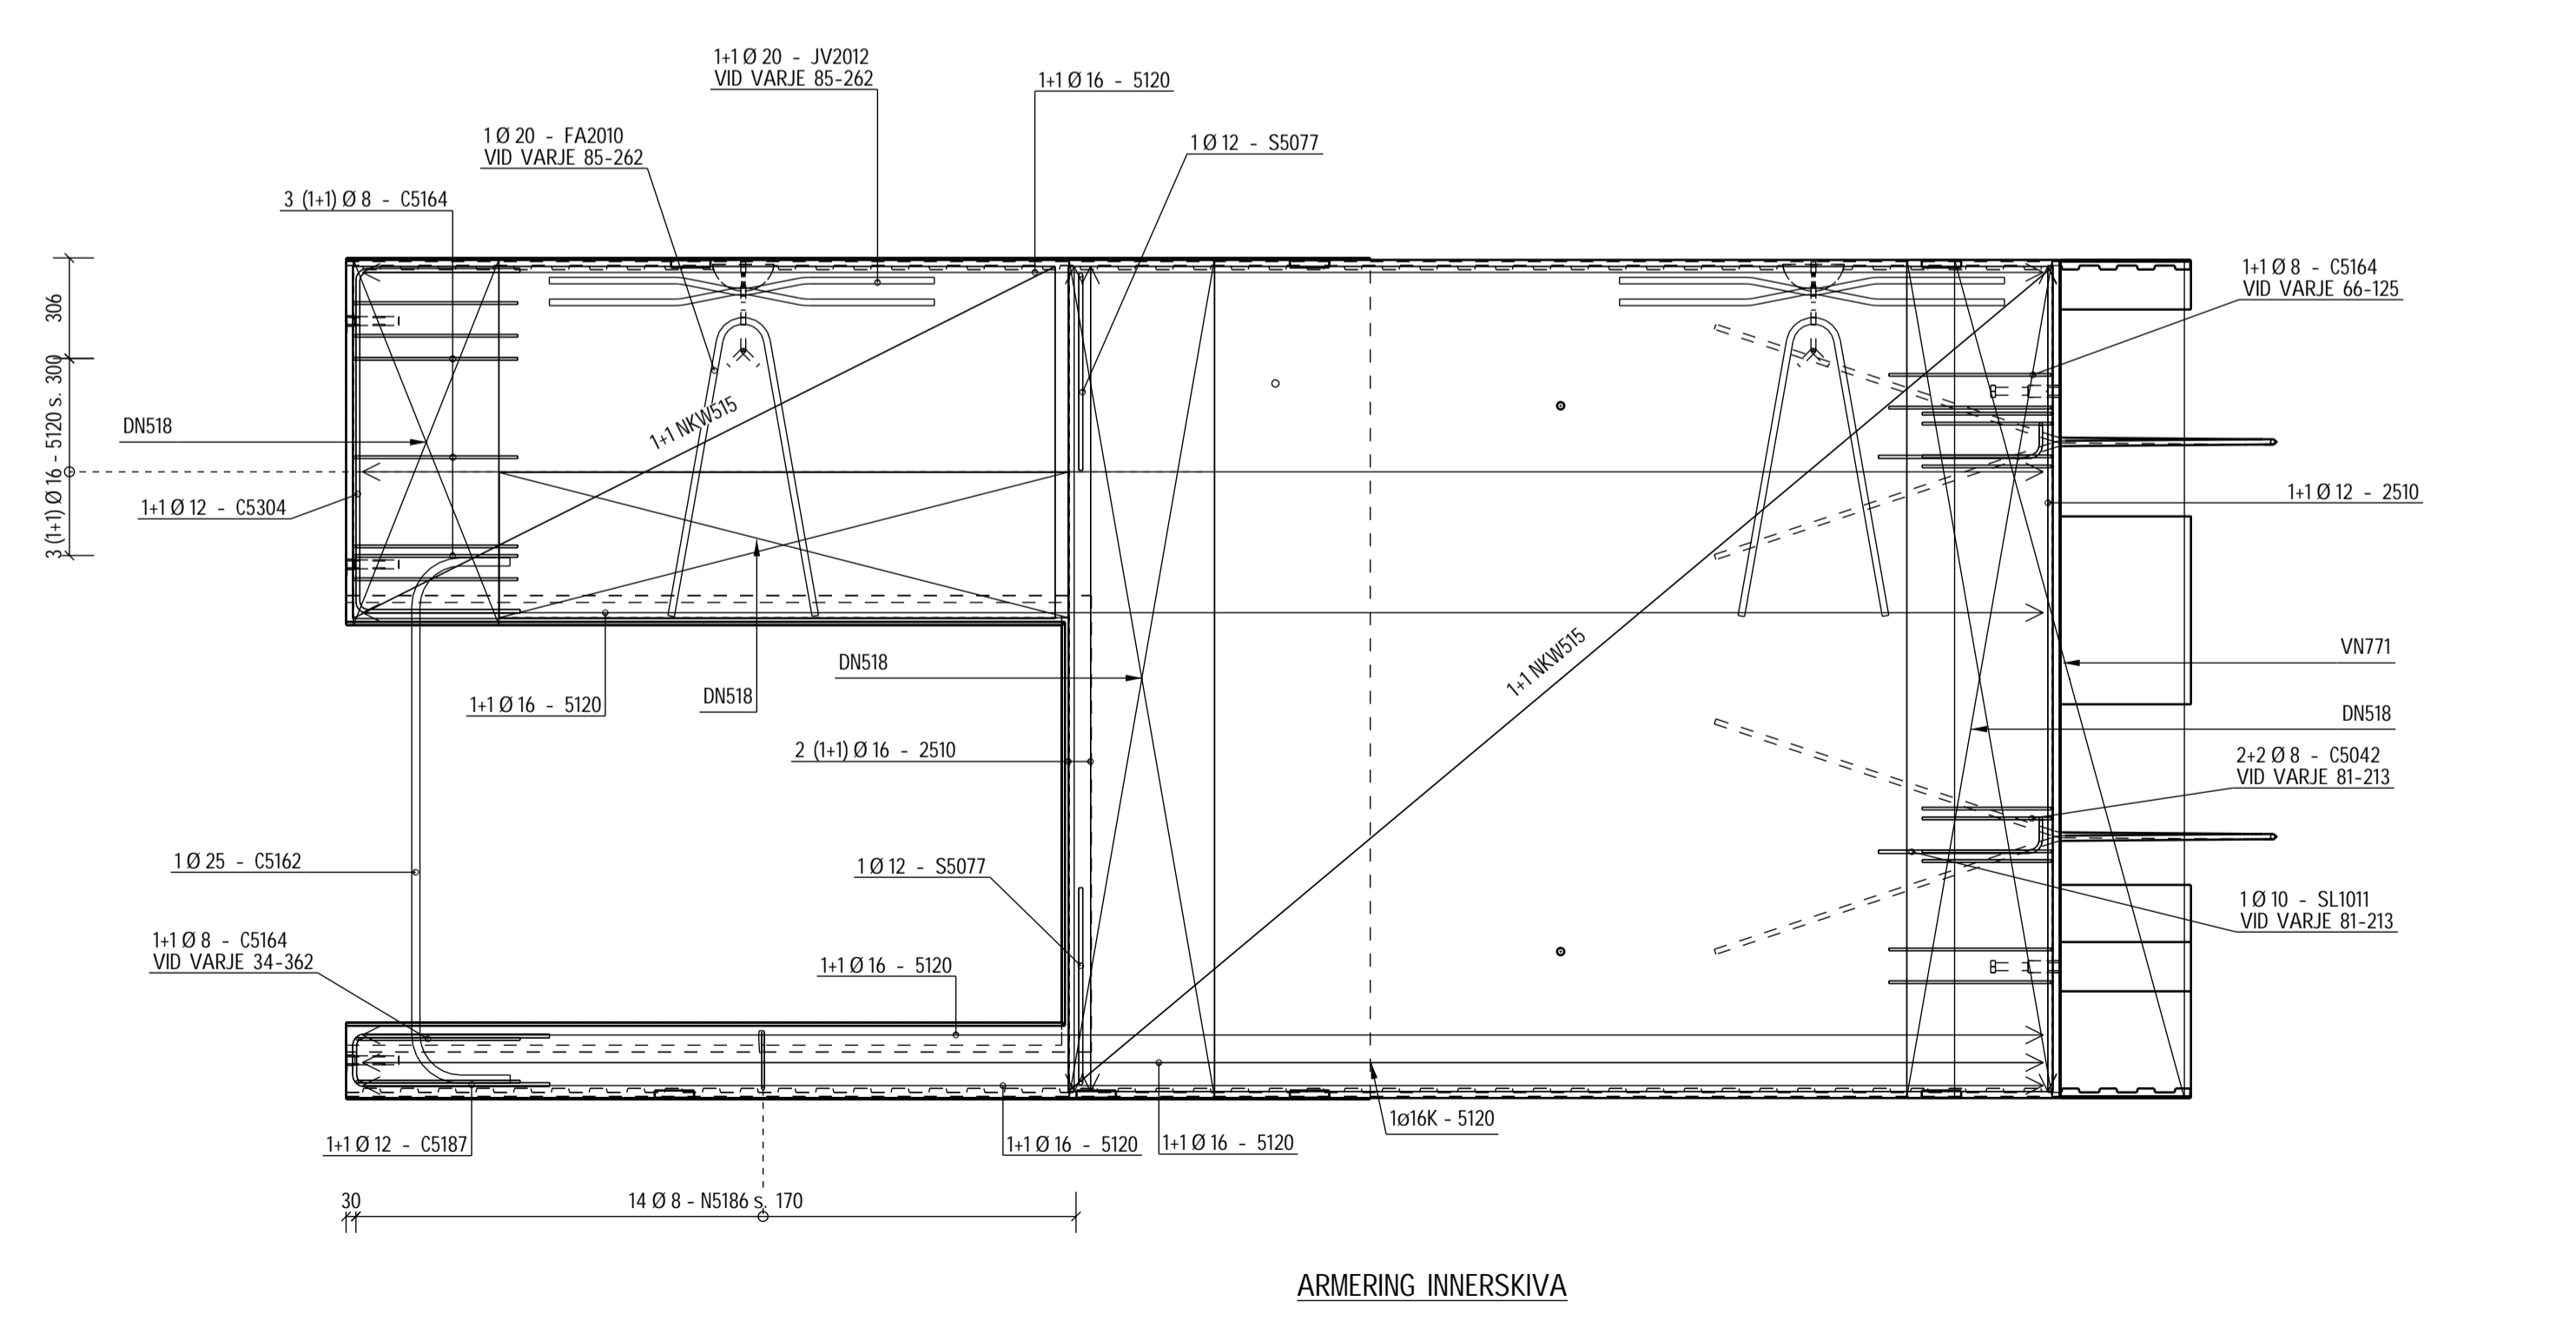 1+1 Ø 20 - JV2012
VID VARJE 85-262
1+1 Ø 16 - 5120
1 Ø 20 - FA2010
VID VARJE 85-262
1 Ø 12 - S5077
3 (1+1) Ø 8 - C5164
1+1 Ø 8 - C5164
VID VARJE 66-125
306
3 (1+1) Ø 16 - 5120 s. 300
DN518
1+1 NKW515
1+1 Ø 12 - C5304
1+1 Ø 12 - 2510
1+1 NKW515
VN771
DN518
DN518
1+1 Ø 16 - 5120
DN518
2 (1+1) Ø 16 - 2510
2+2 Ø 8 - C5042
VID VARJE 81-213
1 Ø 25 - C5162
1 Ø 12 - S5077
1 Ø 10 - SL1011
VID VARJE 81-213
1+1 Ø 8 - C5164
VID VARJE 34-362
1+1 Ø 16 - 5120
1ø16K - 5120
1+1 Ø 12 - C5187
1+1 Ø 16 - 5120
1+1 Ø 16 - 5120
30
14 Ø 8 - N5186 s. 170
ARMERING INNERSKIVA